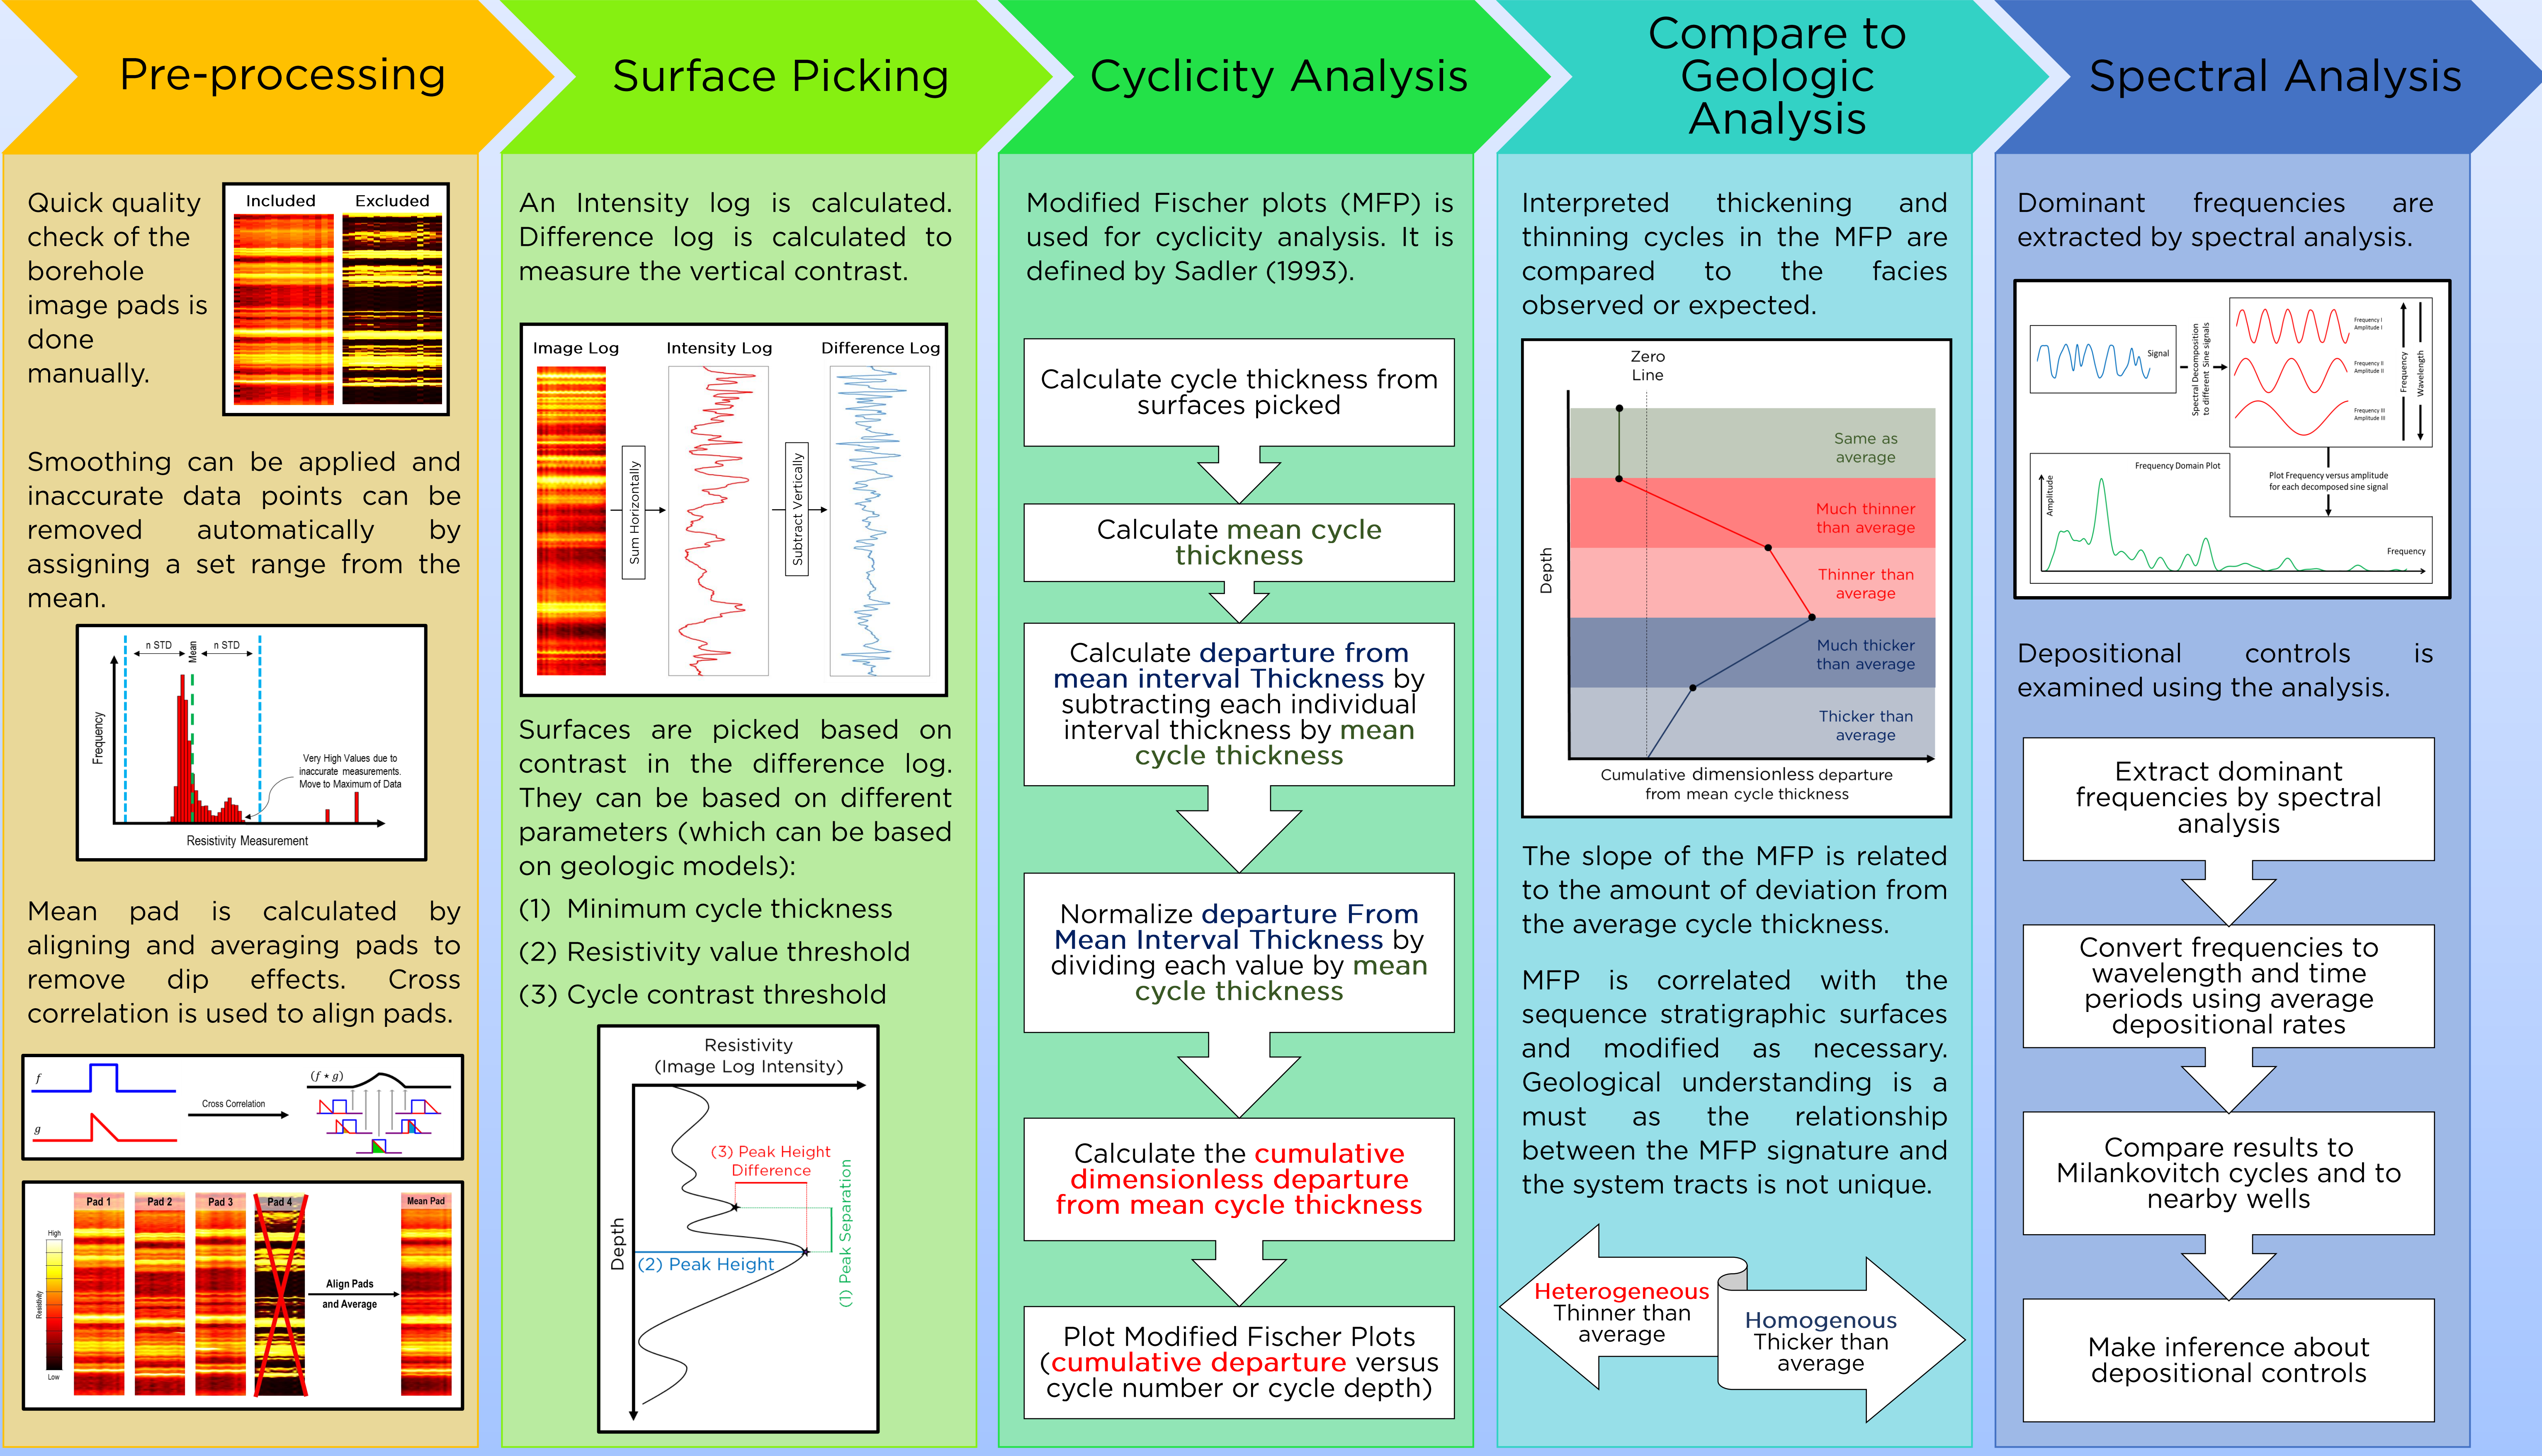 Pre-processing
Quick quality
check of the
borehole
image pads is
done
manually.
Included
Excluded
Smoothing can be applied and
inaccurate data points can be
removed automatically by
assigning a set range from the
mean.
n STD
Mean
n STD
Frequency
Very High Values due to
inaccurate measurements.
Move to Maximum of Data
Resistivity Measurement
Mean pad is calculated by
aligning and averaging pads to
remove dip effects. Cross
correlation is used to align pads.
f
g
Cross Correlation
(f ⋆ g)
Pad 1
Pad 2
Pad 3
Pad 4
Mean Pad
High
Resistivity
Low
Align Pads
and Average
Surface Picking
An Intensity log is calculated.
Difference log is calculated to
measure the vertical contrast.
Image Log
Intensity Log
Difference Log
Sum Horizontally
Subtract Vertically
Surfaces are picked based on
contrast in the difference log.
They can be based on different
parameters (which can be based
on geologic models):
(1) Minimum cycle thickness
(2) Resistivity value threshold
(3) Cycle contrast threshold
Resistivity
(Image Log Intensity)
Depth
(3) Peak Height
Difference
(1) Peak Separation
(2) Peak Height
Cyclicity Analysis
Modified Fischer plots (MFP) is
used for cyclicity analysis. It is
defined by Sadler (1993).
Calculate cycle thickness from
surfaces picked
Calculate mean cycle
thickness
Calculate departure from
mean interval Thickness by
subtracting each individual
interval thickness by mean
cycle thickness
Normalize departure From
Mean Interval Thickness by
dividing each value by mean
cycle thickness
Calculate the cumulative
dimensionless departure
from mean cycle thickness
Plot Modified Fischer Plots
(cumulative departure versus
cycle number or cycle depth)
Compare to
Geologic
Analysis
Interpreted thickening and
thinning cycles in the MFP are
compared to the facies
observed or expected.
Zero
Line
Depth
Same as
average
Much thinner
than average
Thinner than
average
Much thicker
than average
Thicker than
average
Cumulative dimensionless departure
from mean cycle thickness
The slope of the MFP is related
to the amount of deviation from
the average cycle thickness.
MFP is correlated with the
sequence stratigraphic surfaces
and modified as necessary.
Geological understanding is a
must as the relationship
between the MFP signature and
the system tracts is not unique.
Heterogeneous
Thinner than
average
Homogenous
Thicker than
average
Spectral Analysis
Dominant frequencies are
extracted by spectral analysis.
Signal
Spectral Decomposition
to different Sine signals
Frequency I
Amplitude I
Frequency II
Amplitude II
Frequency III
Amplitude III
Frequency
Wavelength
Plot Frequency versus amplitude
for each decomposed sine signal
Frequency Domain Plot
Amplitude
Frequency
Depositional controls is
examined using the analysis.
Extract dominant
frequencies by spectral
analysis
Convert frequencies to
wavelength and time
periods using average
depositional rates
Compare results to
Milankovitch cycles and to
nearby wells
Make inference about
depositional controls